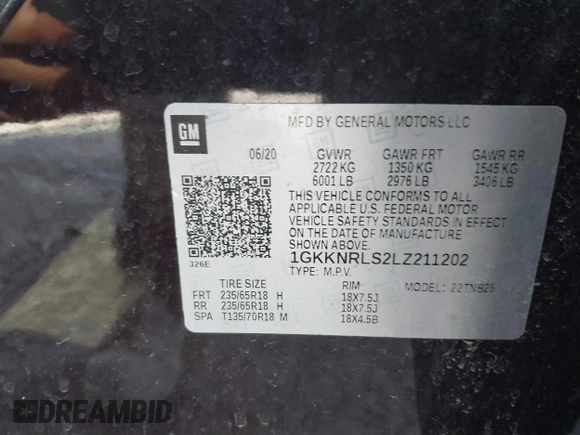 GM
MFD BY GENERAL MOTORS LLC
06/20 GVWR GAWR FRT GAWR RR
2722 KG 1350 KG 1545 KG
6001 LB 2976 LB 3406 LB
THIS VEHICLE CONFORMS TO ALL
APPLICABLE U.S. FEDERAL MOTOR
VEHICLE SAFETY STANDARDS IN EFFECT
ON THE DATE OF MANUFACTURE
SHOWN ABOVE.
1GKKNRLS2LZ211202
326E
TYPE: M.P.V. MODEL: 22TNB26
TIRE SIZE RIM
FRT 235/65R18 H 18X7.5J
RR 235/65R18 H 18X7.5J
SPA T135/70R18 M 18X4.5B
DREAMBID